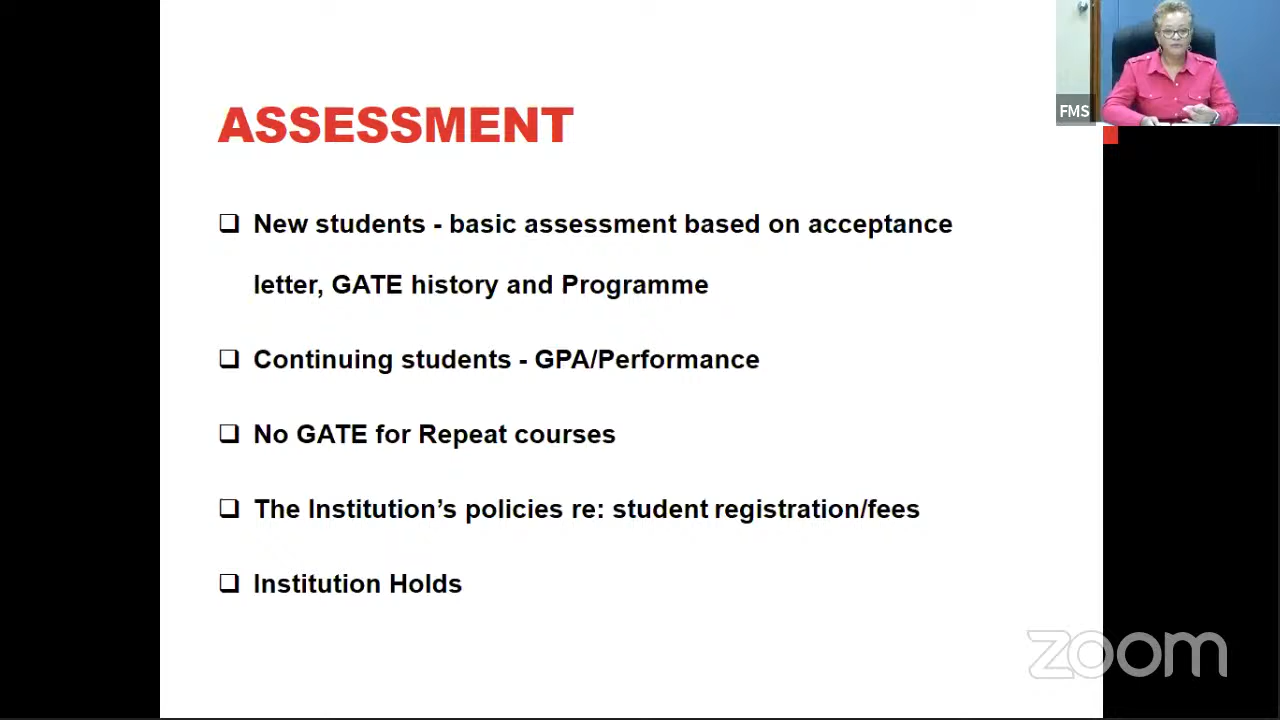 FMS
ASSESSMENT
❑ New students - basic assessment based on acceptance
letter, GATE history and Programme
❑ Continuing students - GPA/Performance
❑ No GATE for Repeat courses
❑ The Institution’s policies re: student registration/fees
❑ Institution Holds
zoom